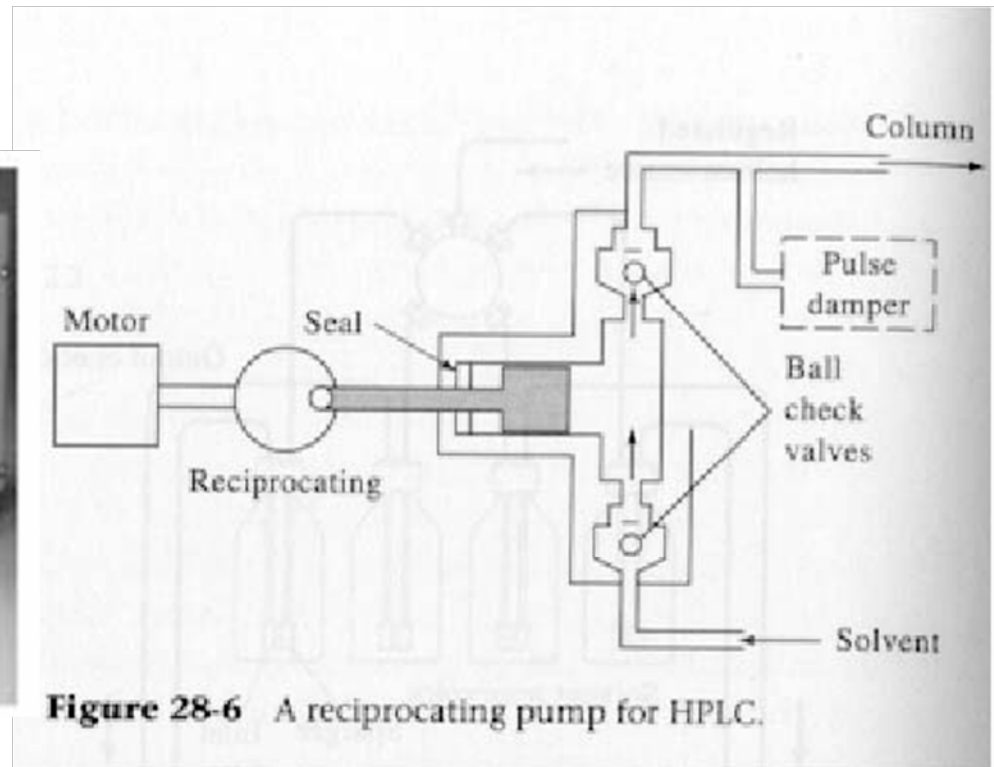 Column
Pulse
damper
Motor
Seal
Ball
check
valves
Reciprocating
Solvent
Figure 28-6 A reciprocating pump for HPLC.